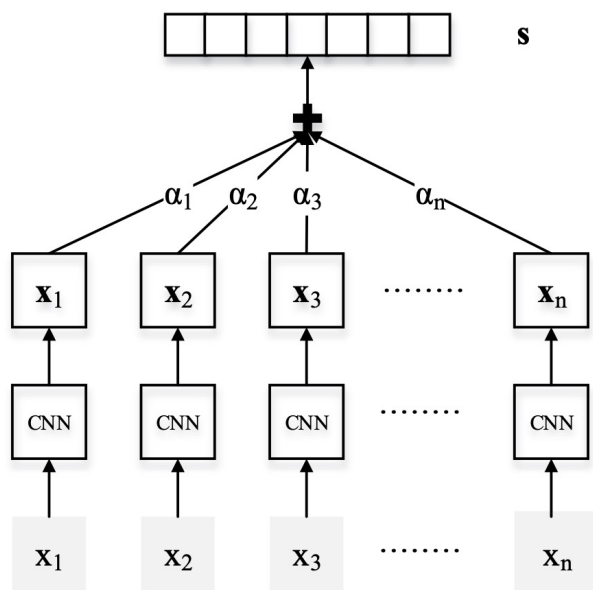 s
α₁ α₂ α₃ αₙ
x₁ x₂ x₃ ········ xₙ
CNN CNN CNN ········ CNN
x₁ x₂ x₃ ········ xₙ